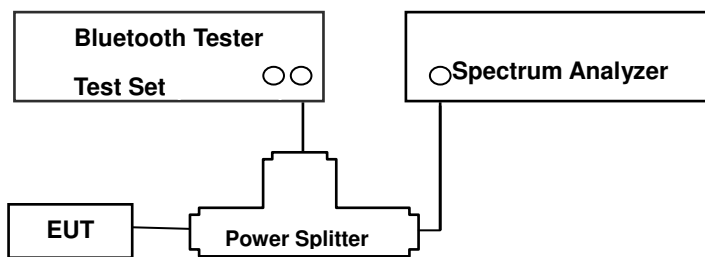 Bluetooth Tester
Test Set
Spectrum Analyzer
EUT
Power Splitter